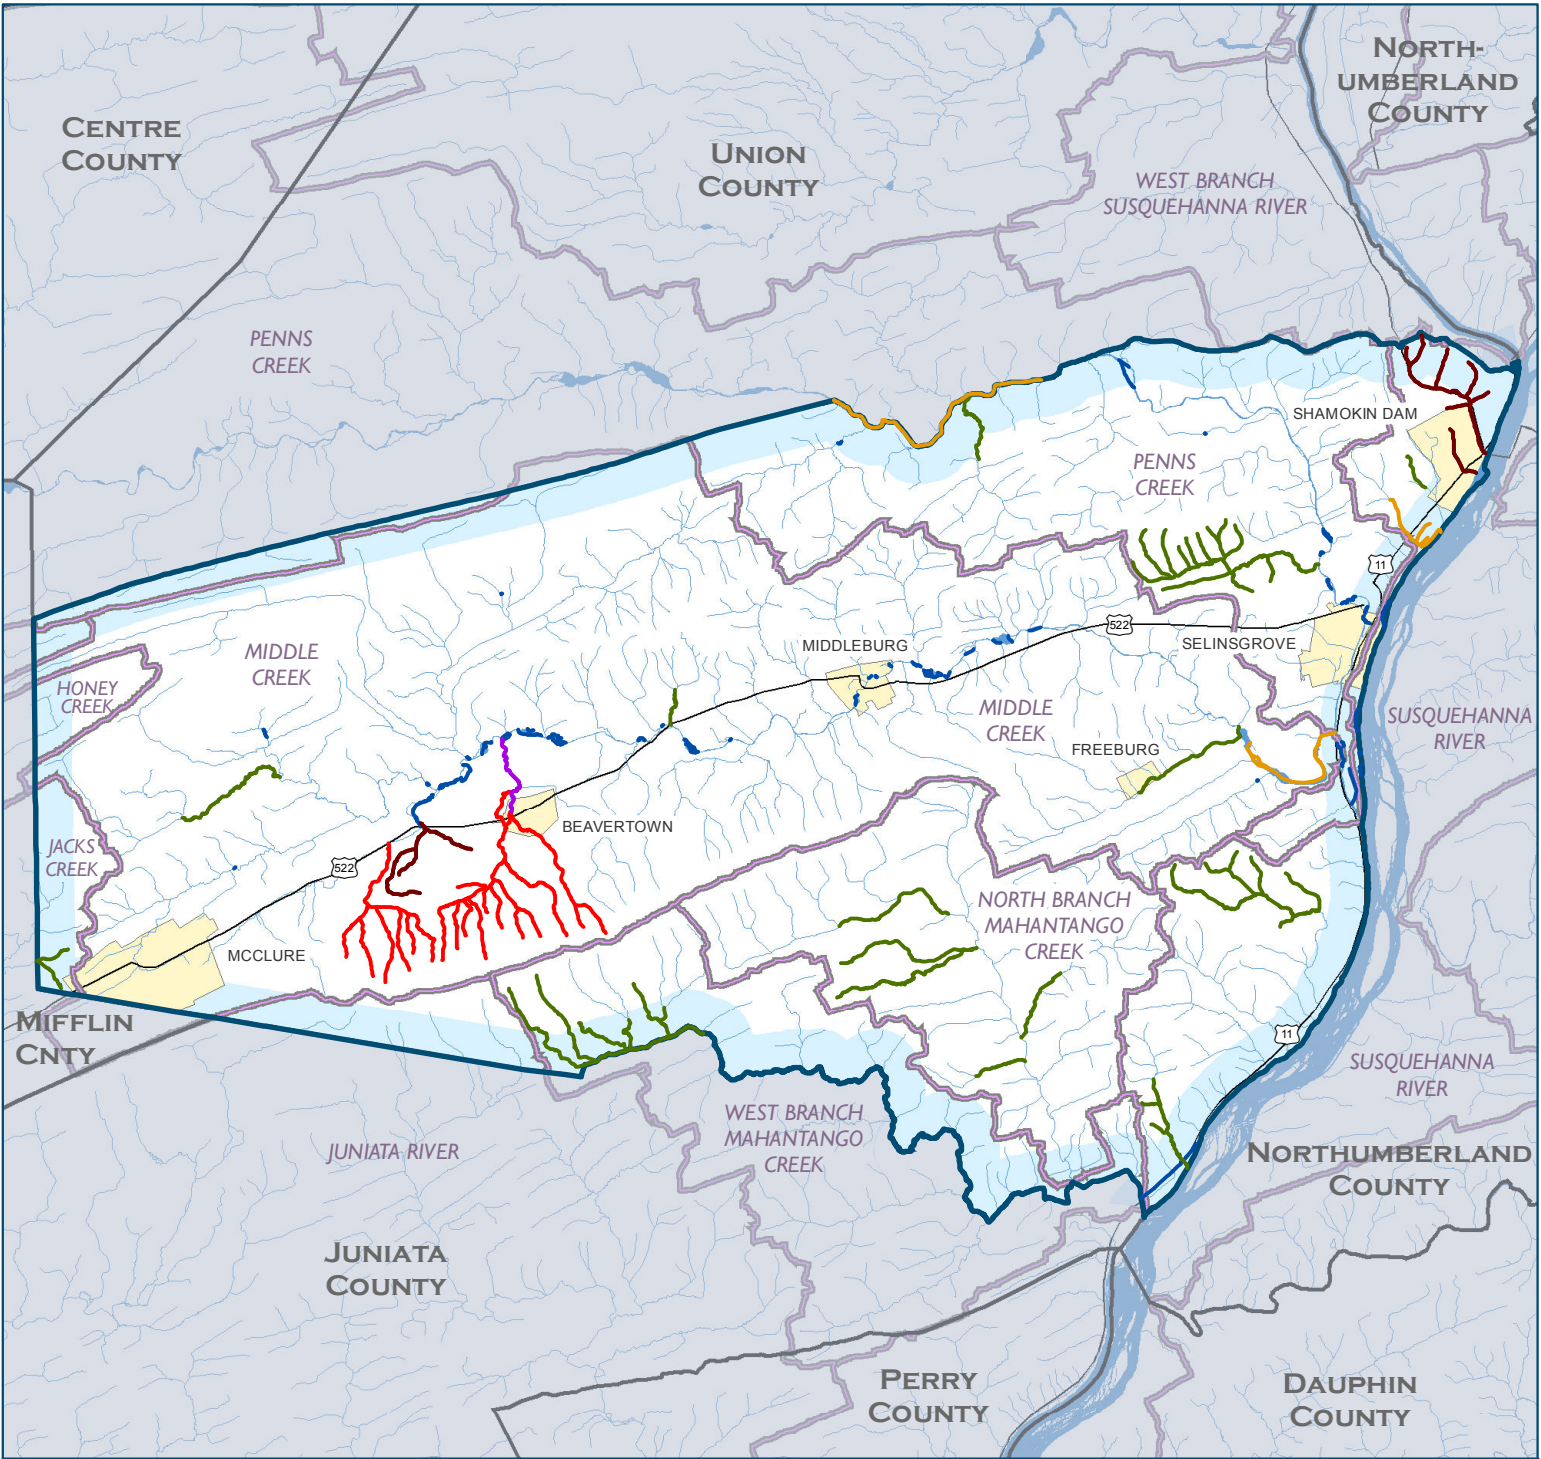 NORTH-
UMBERLAND
COUNTY
CENTRE
COUNTY
UNION
COUNTY
WEST BRANCH
SUSQUEHANNA RIVER
PENNS
CREEK
SHAMOKIN DAM
PENNS
CREEK
11
522
MIDDLEBURG
SELINSGROVE
MIDDLE
CREEK
HONEY
CREEK
MIDDLE
CREEK
SUSQUEHANNA
RIVER
FREEBURG
BEAVERTOWN
JACKS
CREEK
522
NORTH BRANCH
MAHANTANGO
CREEK
MCCLURE
MIFFLIN
CNTY
11
SUSQUEHANNA
RIVER
WEST BRANCH
MAHANTANGO
CREEK
JUNIATA RIVER
NORTHUMBERLAND
COUNTY
JUNIATA
COUNTY
PERRY
COUNTY
DAUPHIN
COUNTY